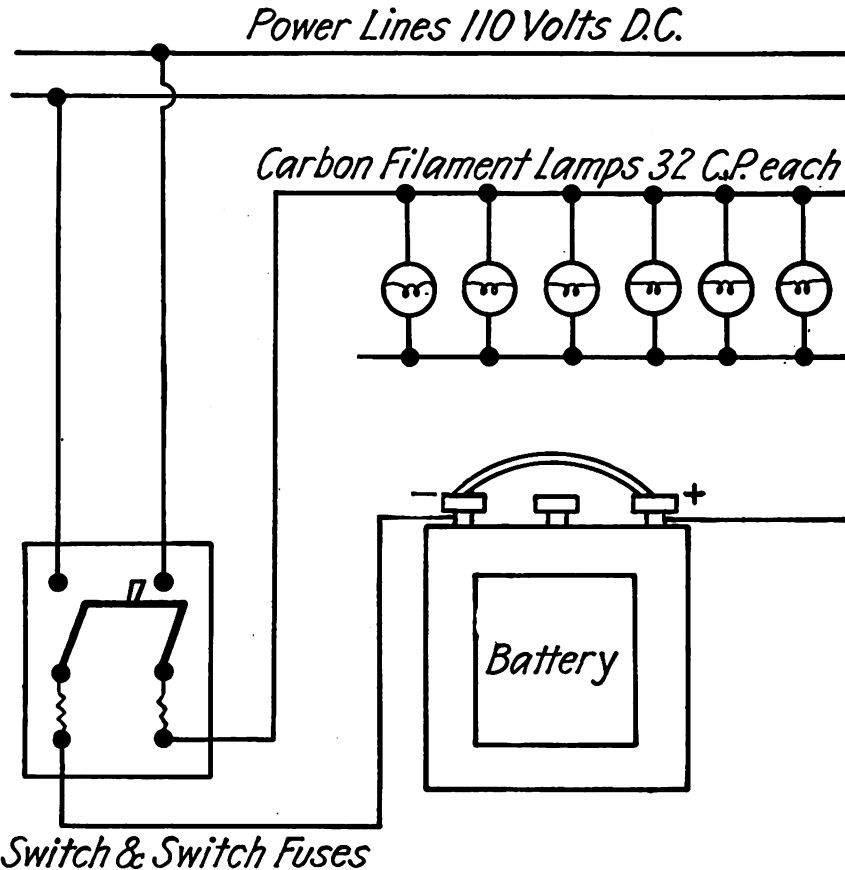 Power Lines 110 Volts D.C.
Carbon Filament Lamps 32 C.P. each
− +
Battery
Switch & Switch Fuses